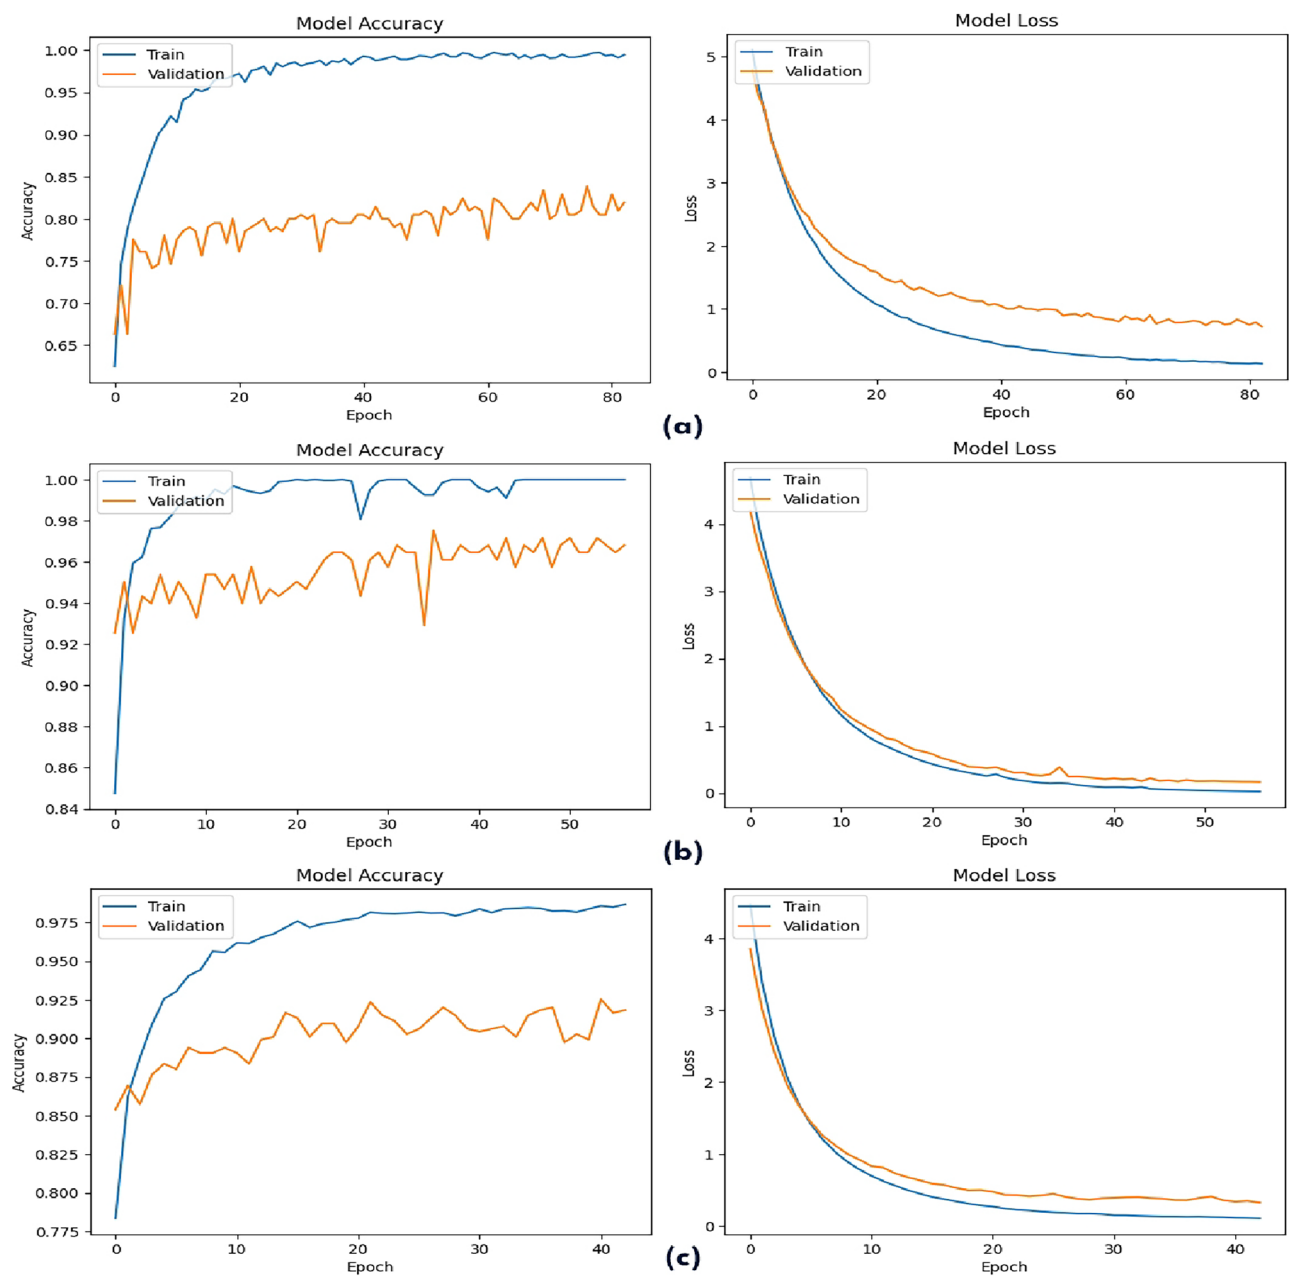 Model Accuracy
Train
Validation
1.00
0.95
0.90
0.85
0.80
0.75
0.70
0.65
Accuracy
0 20 40 60 80
Epoch
Model Loss
Train
Validation
5
4
3
2
1
0
Loss
0 20 40 60 80
Epoch
(a)
Model Accuracy
Train
Validation
1.00
0.98
0.96
0.94
0.92
0.90
0.88
0.86
0.84
Accuracy
0 10 20 30 40 50
Epoch
Model Loss
Train
Validation
4
3
2
1
0
Loss
0 10 20 30 40 50
Epoch
(b)
Model Accuracy
Train
Validation
0.975
0.950
0.925
0.900
0.875
0.850
0.825
0.800
0.775
Accuracy
0 10 20 30 40
Epoch
Model Loss
Train
Validation
4
3
2
1
0
Loss
0 10 20 30 40
Epoch
(c)